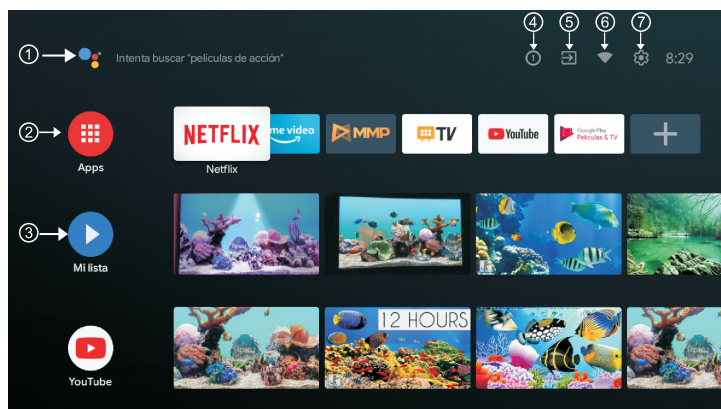 4 5 6 7
1 Intenta buscar "películas de acción" 1 8:29
2 NETFLIX me video MMP TV YouTube Google Play Películas & TV +
Apps Netflix
3
Mi lista
12 HOURS
YouTube